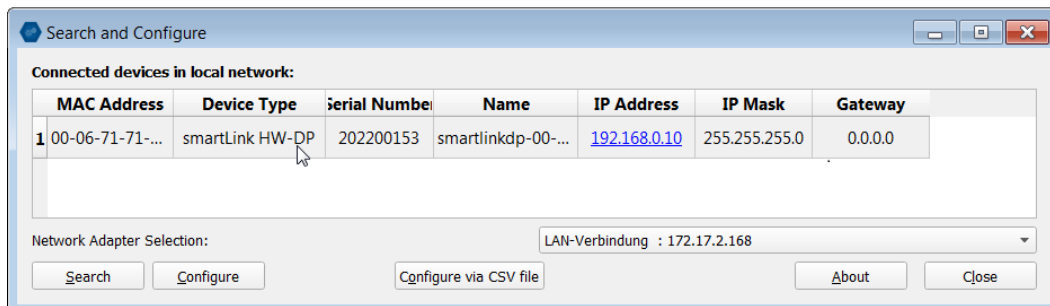 Search and Configure
Connected devices in local network:
MAC Address Device Type Serial Number Name IP Address IP Mask Gateway
1 00-06-71-71-... smartLink HW-DP 202200153 smartlinkdp-00-... 192.168.0.10 255.255.255.0 0.0.0.0
Network Adapter Selection: LAN-Verbindung : 172.17.2.168
Search Configure Configure via CSV file About Close